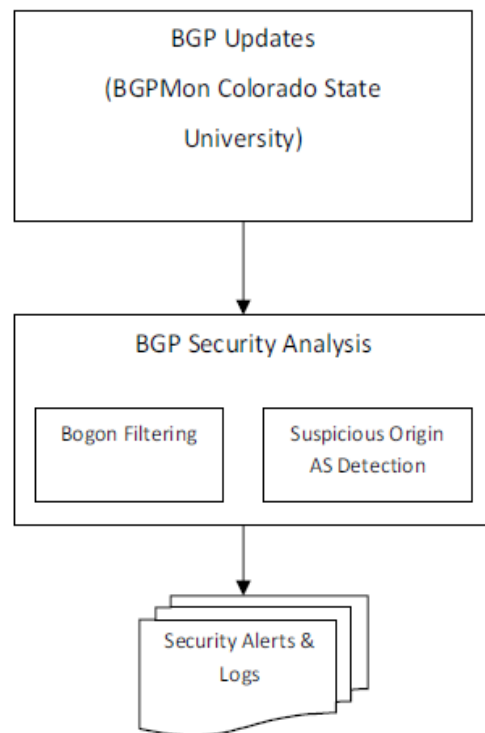 BGP Updates
(BGPMon Colorado State
University)
BGP Security Analysis
Bogon Filtering
Suspicious Origin
AS Detection
Security Alerts &
Logs